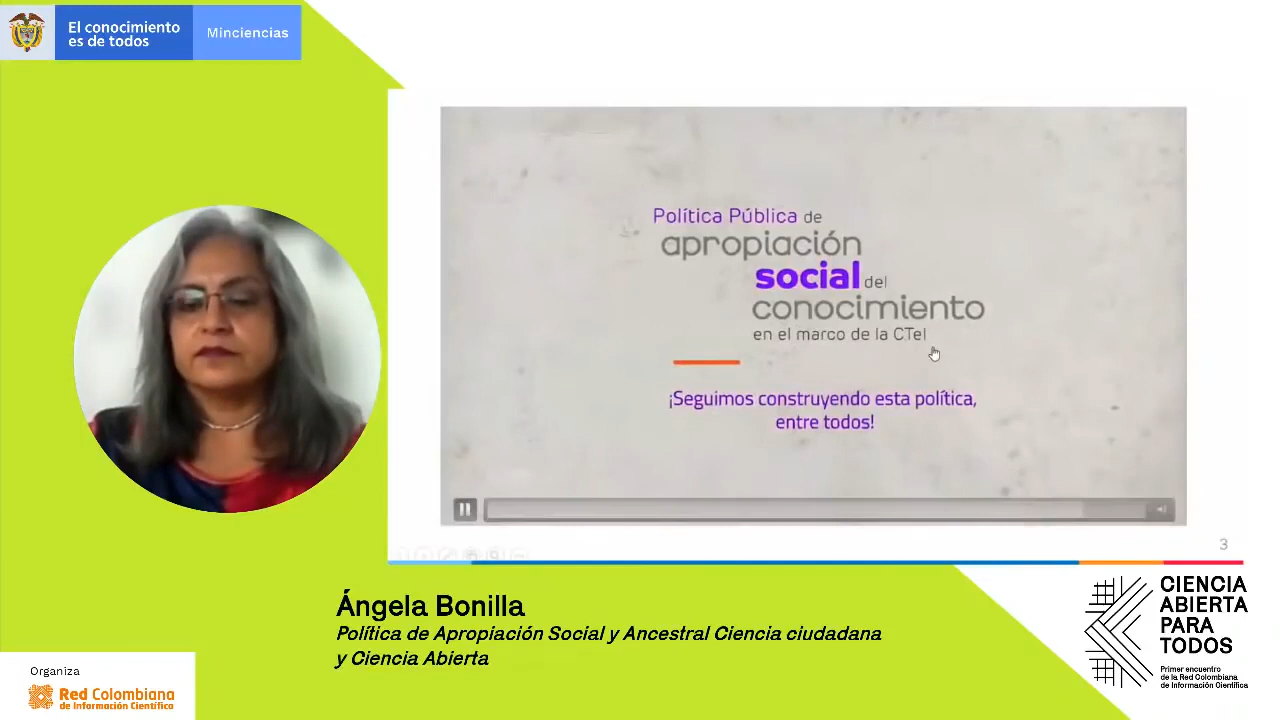 El conocimiento
es de todos
Minciencias
Política Pública de
apropiación
social del
conocimiento
en el marco de la CTeI
¡Seguimos construyendo esta política,
entre todos!
3
Ángela Bonilla
Política de Apropiación Social y Ancestral Ciencia ciudadana
y Ciencia Abierta
CIENCIA
ABIERTA
PARA
TODOS
Primer encuentro
de la Red Colombiana
de Información Científica
Organiza
Red Colombiana
de Información Científica